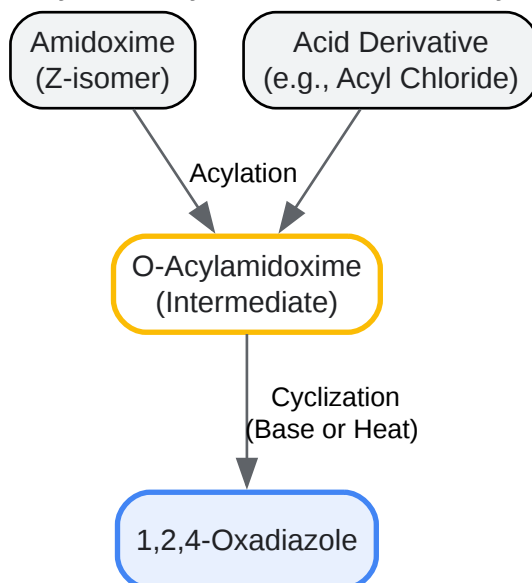 Amidoxime
(Z-isomer)
Acid Derivative
(e.g., Acyl Chloride)
Acylation
O-Acylamidoxime
(Intermediate)
Cyclization
(Base or Heat)
1,2,4-Oxadiazole